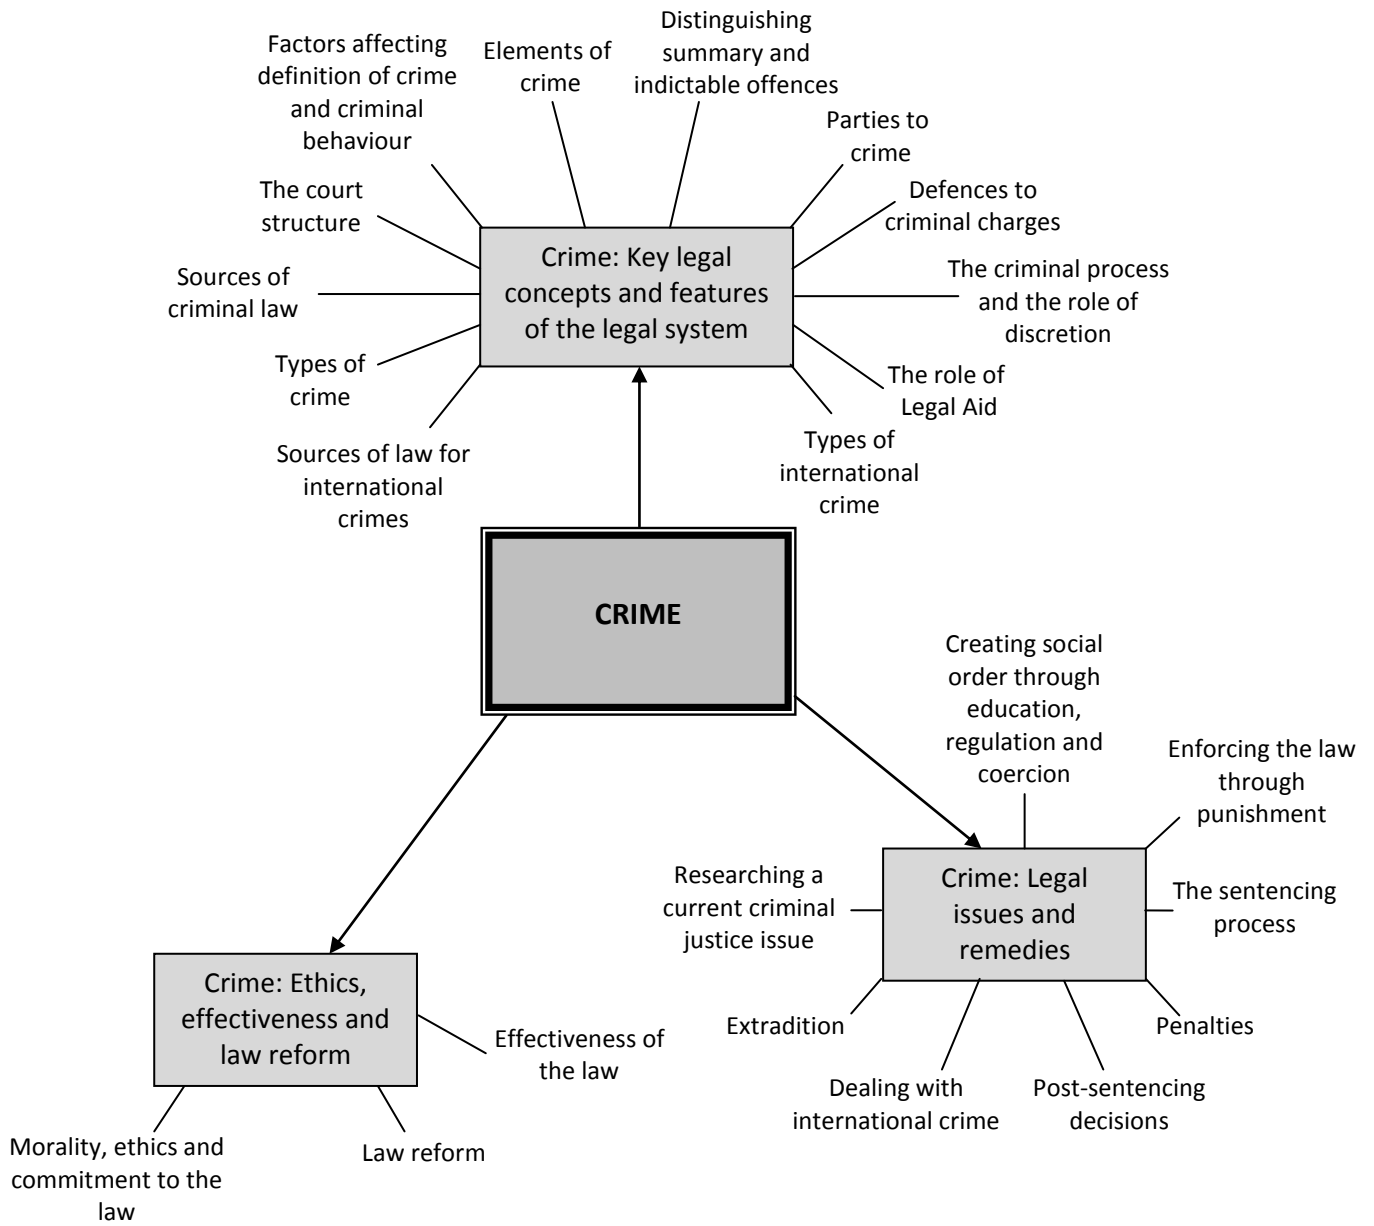 Distinguishing
summary and
indictable offences
Factors affecting
definition of crime
and criminal
behaviour
Elements of
crime
Parties to
crime
The court
structure
Defences to
criminal charges
Crime: Key legal
concepts and features
of the legal system
Sources of
criminal law
The criminal process
and the role of
discretion
Types of
crime
The role of
Legal Aid
Sources of law for
international
crimes
Types of
international
crime
CRIME
Creating social
order through
education,
regulation and
coercion
Enforcing the law
through
punishment
Researching a
current criminal
justice issue
Crime: Legal
issues and
remedies
The sentencing
process
Extradition
Penalties
Dealing with
international crime
Post-sentencing
decisions
Crime: Ethics,
effectiveness and
law reform
Effectiveness of
the law
Morality, ethics and
commitment to the
law
Law reform